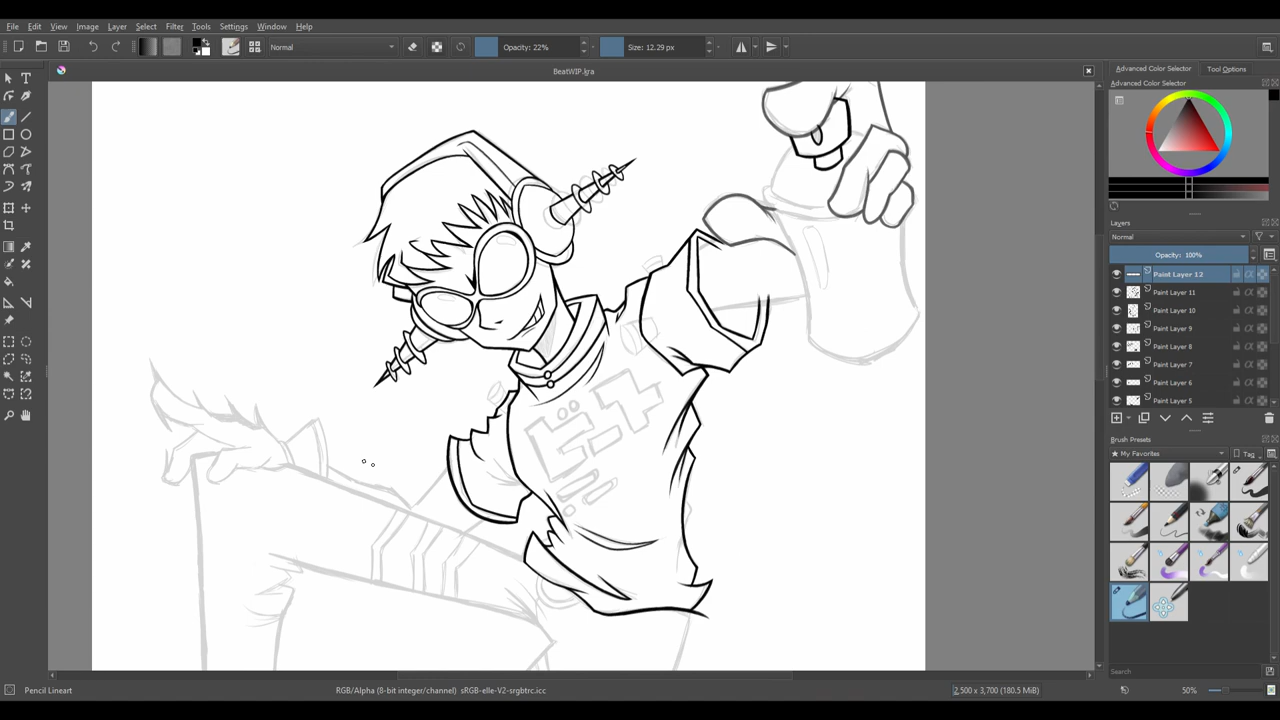 File Edit View Image Layer Select Filter Tools Settings Window Help
Normal Opacity: 22% Size: 12.29 px
BeatWIP.kra
Advanced Color Selector Tool Options
Advanced Color Selector
Layers
Normal
Opacity: 100%
Paint Layer 12
Paint Layer 11
Paint Layer 10
Paint Layer 9
Paint Layer 8
Paint Layer 7
Paint Layer 6
Paint Layer 5
Brush Presets
My Favorites Tag
Search
ビート
Pencil Lineart RGB/Alpha (8-bit integer/channel) sRGB-elle-V2-srgbtrc.icc 2,500 x 3,700 (180.5 MiB) 50%